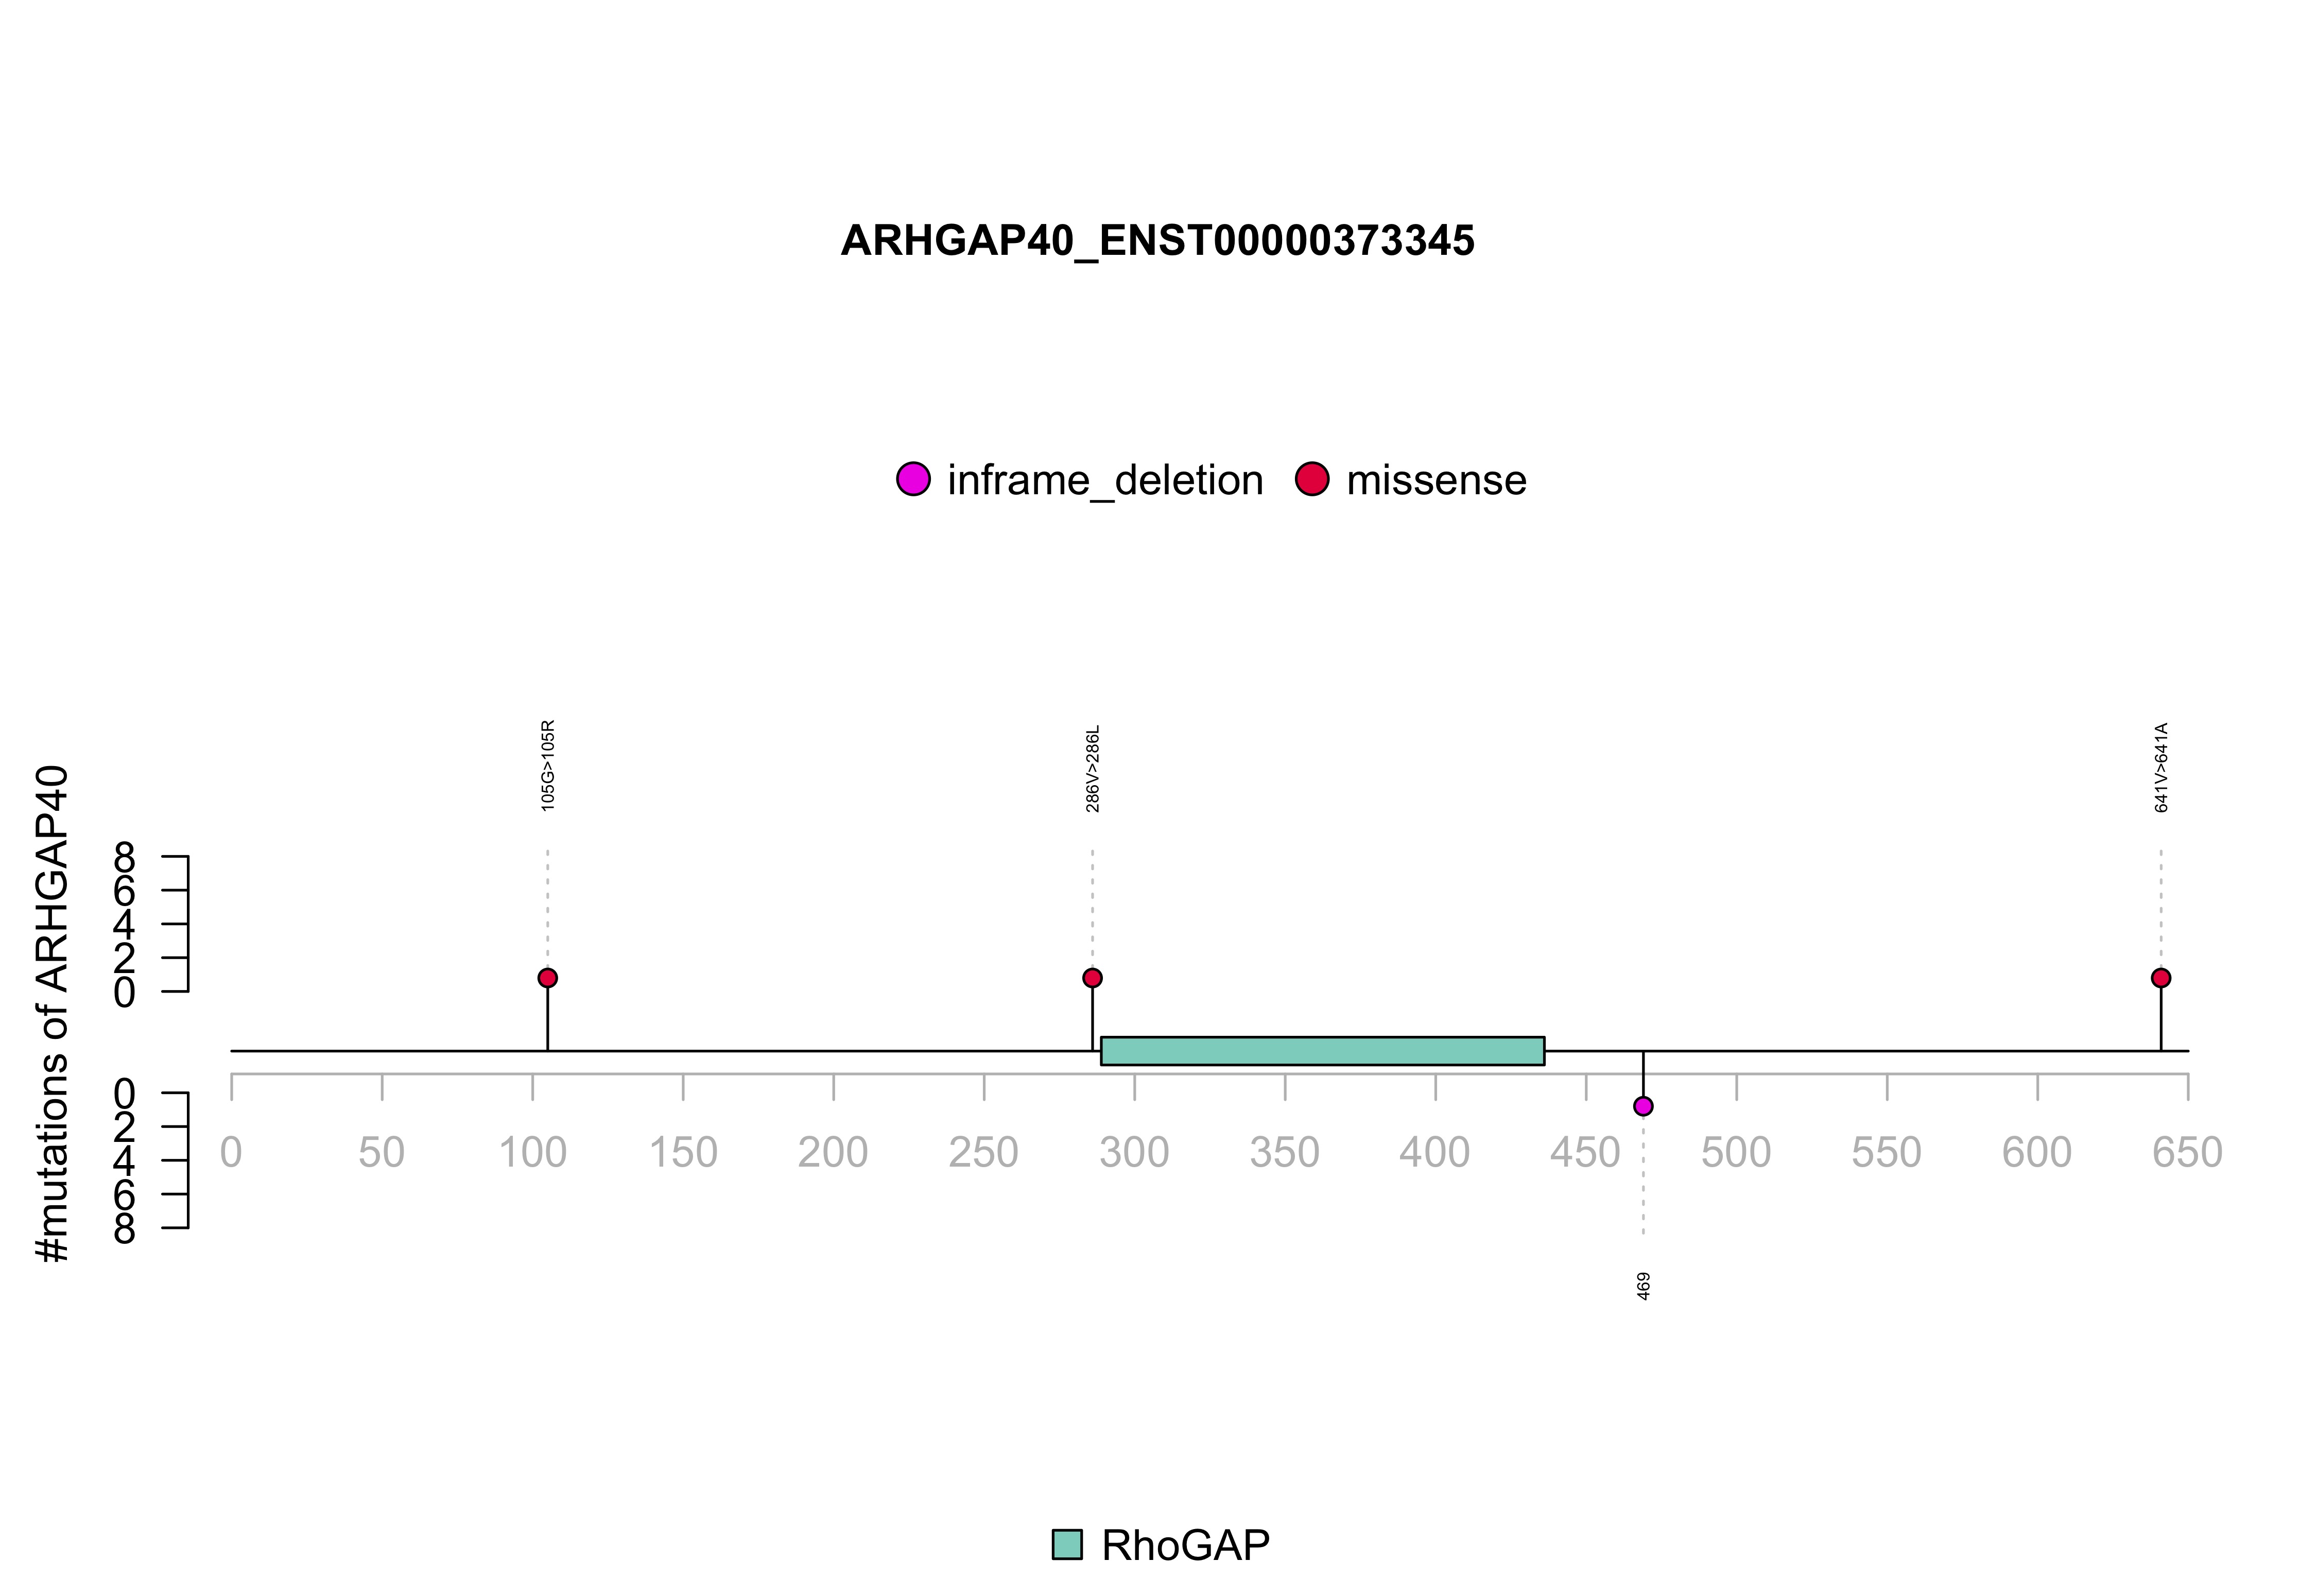 ARHGAP40_ENST00000373345
inframe_deletion missense
105G>105R
286V>286L
641V>641A
#mutations of ARHGAP40
8
6
4
2
0
0
2
4
6
8
0 50 100 150 200 250 300 350 400 450 500 550 600 650
469
RhoGAP